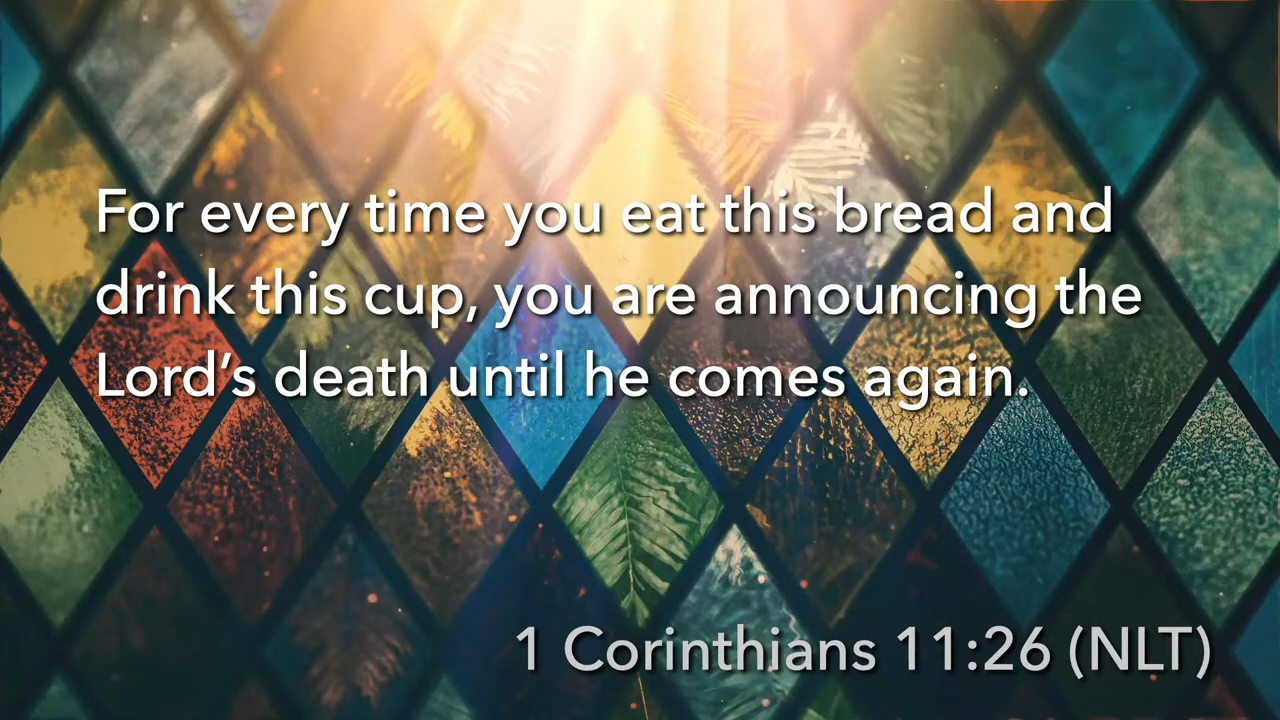 For every time you eat this bread and
drink this cup, you are announcing the
Lord’s death until he comes again.
1 Corinthians 11:26 (NLT)